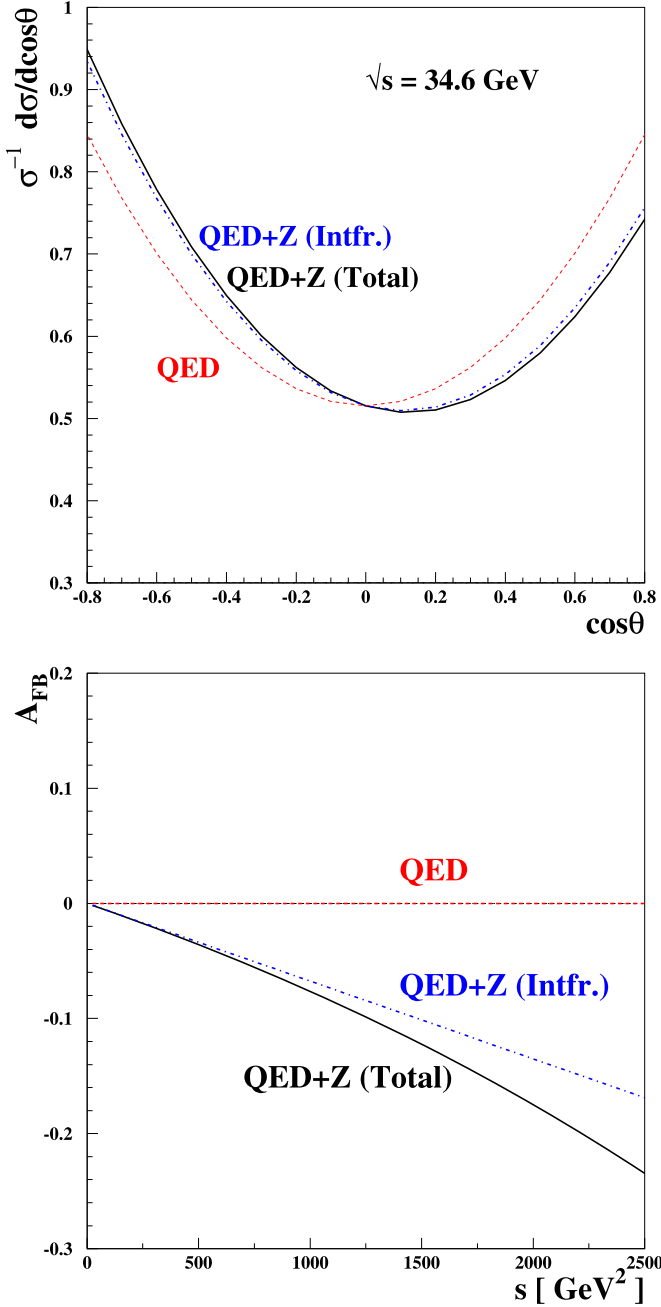 σ⁻¹ dσ/dcosθ
1
0.9
0.8
0.7
0.6
0.5
0.4
0.3
√s = 34.6 GeV
QED+Z (Intfr.)
QED+Z (Total)
QED
-0.8 -0.6 -0.4 -0.2 0 0.2 0.4 0.6 0.8
cosθ
A_FB
0.2
0.1
0
-0.1
-0.2
-0.3
QED
QED+Z (Intfr.)
QED+Z (Total)
0 500 1000 1500 2000 2500
s [ GeV² ]